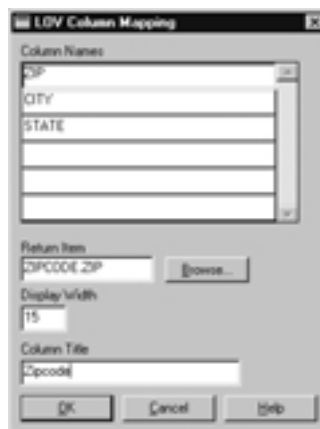 LOV Column Mapping
Column Names
ZIP
CITY
STATE
Return Item
ZIPCODE.ZIP
Browse...
Display Width
15
Column Title
Zipcode
OK Cancel Help